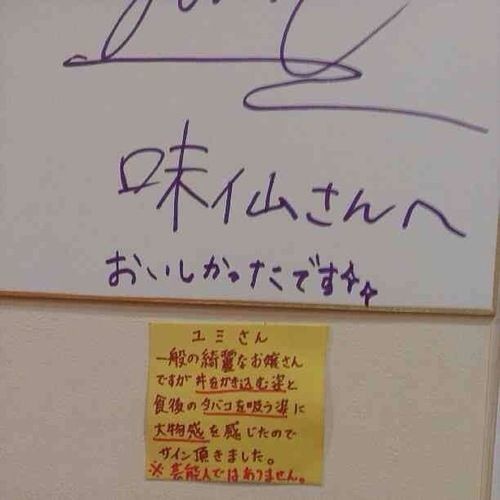 味仙さんへ
おいしかったです
ユミさん
一般の綺麗なお嬢さん
ですが丼をかき込む姿と
食後のタバコを吸う姿に
大物感を感じたので
サイン頂きました。
※芸能人ではありません。